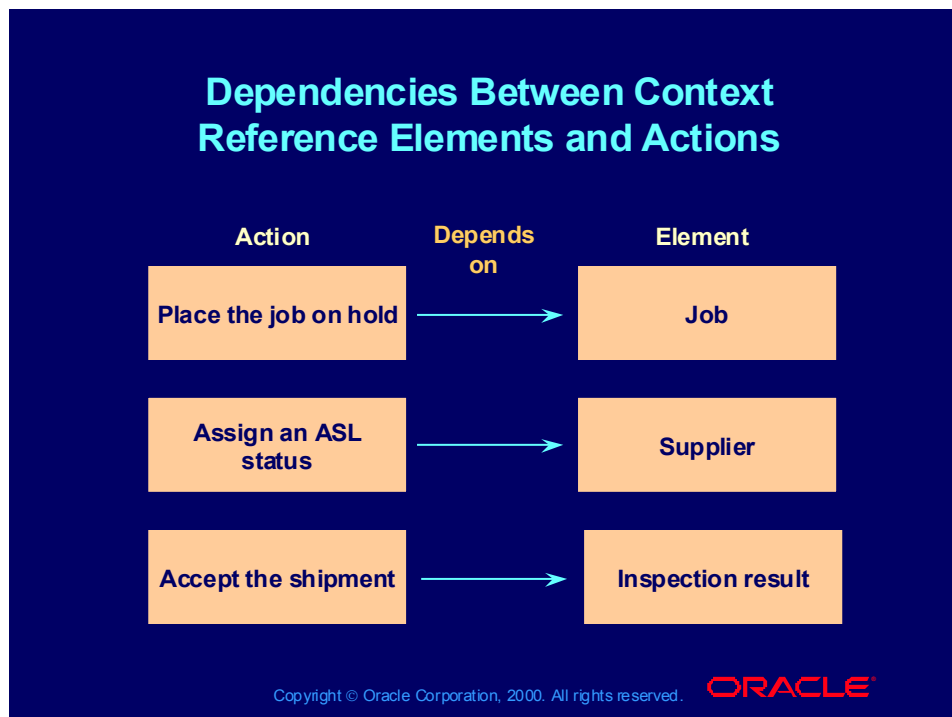 Dependencies Between Context
Reference Elements and Actions
Action
Depends
on
Element
Place the job on hold
Job
Assign an ASL
status
Supplier
Accept the shipment
Inspection result
Copyright © Oracle Corporation, 2000. All rights reserved.
ORACLE®